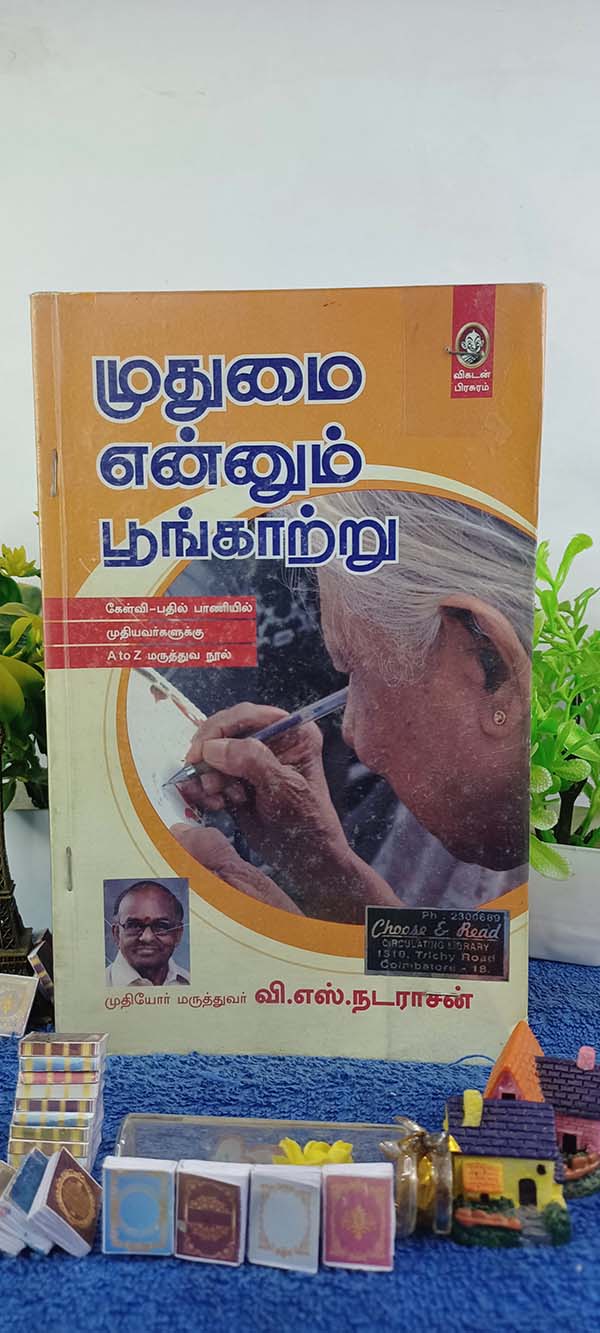 விகடன்
பிரசுரம்
முதுமை
என்னும்
பூங்காற்று
கேள்வி-பதில் பாணியில்
முதியவர்களுக்கு
A to Z மருத்துவ நூல்
Ph : 2300689
Choose & Read
CIRCULATING LIBRARY
1510, Trichy Road
Coimbatore - 18.
முதியோர் மருத்துவர் வி.எஸ்.நடராசன்